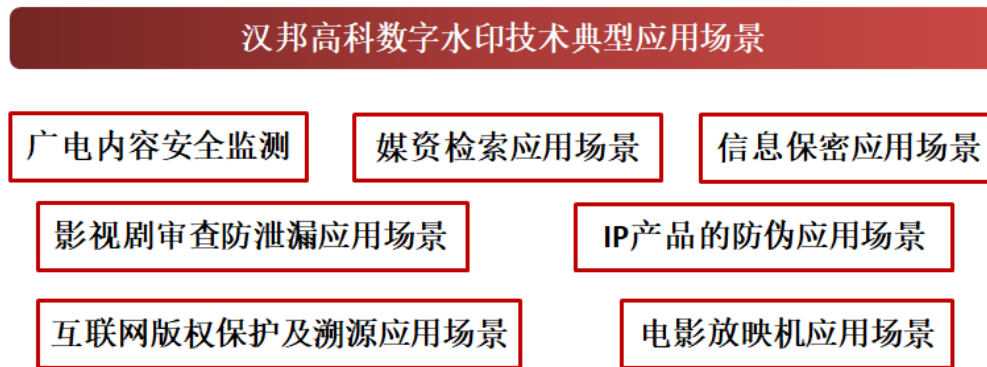 汉邦高科数字水印技术典型应用场景
广电内容安全监测
媒资检索应用场景
信息保密应用场景
影视剧审查防泄漏应用场景
IP产品的防伪应用场景
互联网版权保护及溯源应用场景
电影放映机应用场景